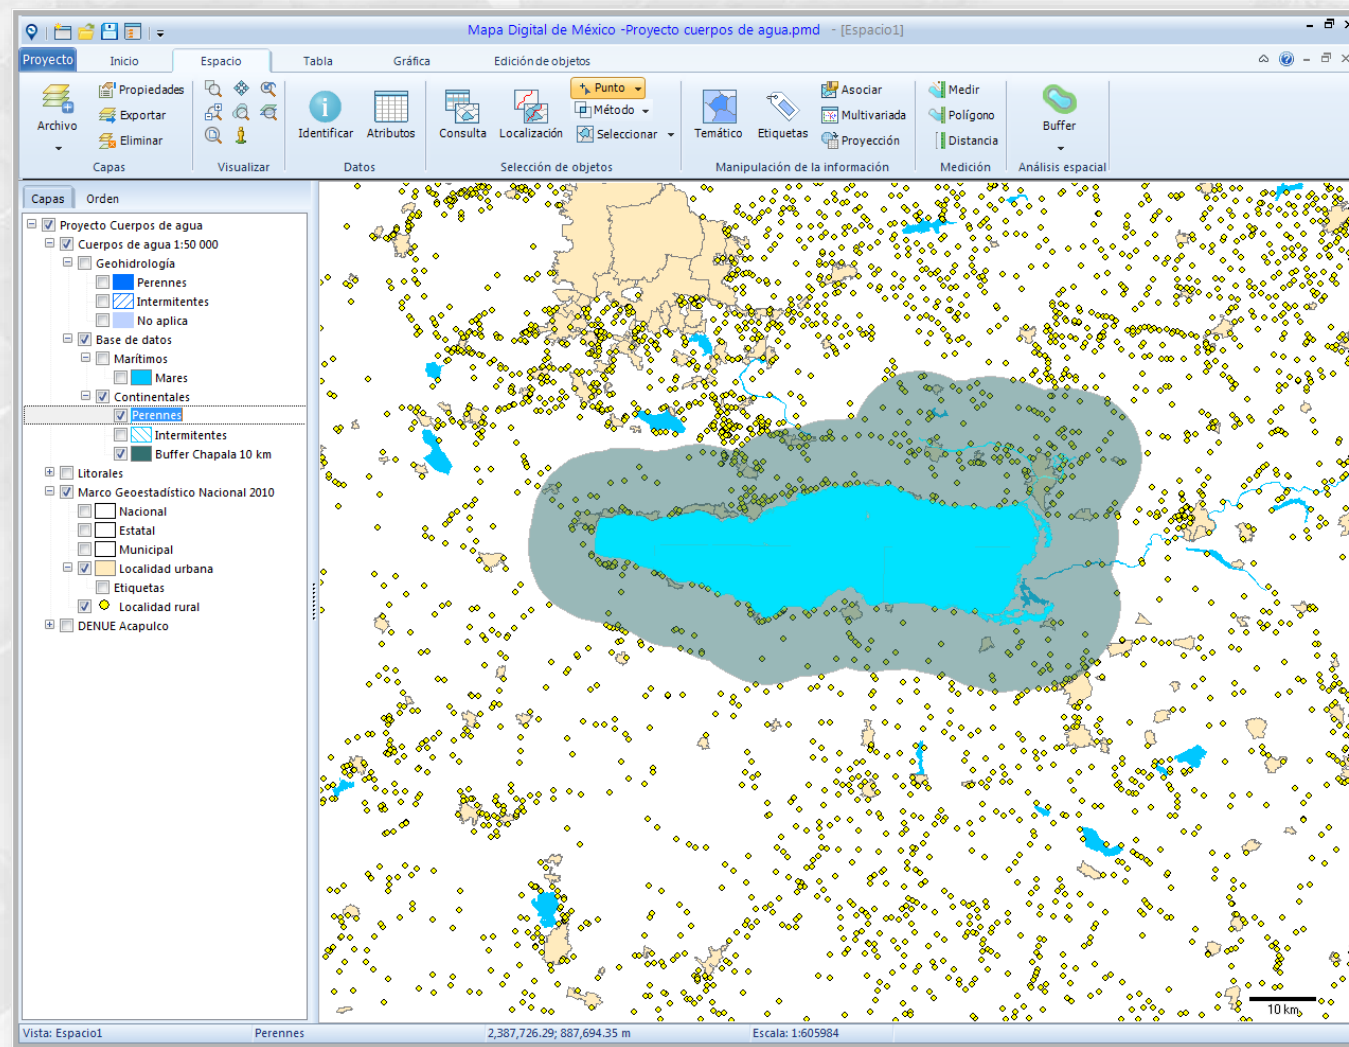 Mapa Digital de México -Proyecto cuerpos de agua.pmd - [Espacio1]
Proyecto Inicio Espacio Tabla Gráfica Edición de objetos
Archivo
Propiedades
Exportar
Eliminar
Capas
Visualizar
Identificar Atributos
Datos
Consulta Localización
Punto
Método
Seleccionar
Selección de objetos
Temático Etiquetas
Asociar
Multivariada
Proyección
Manipulación de la información
Medir
Polígono
Distancia
Medición
Buffer
Análisis espacial
Capas Orden
Proyecto Cuerpos de agua
Cuerpos de agua 1:50 000
Geohidrología
Perennes
Intermitentes
No aplica
Base de datos
Marítimos
Mares
Continentales
Perennes
Intermitentes
Buffer Chapala 10 km
Litorales
Marco Geoestadístico Nacional 2010
Nacional
Estatal
Municipal
Localidad urbana
Etiquetas
Localidad rural
DENUE Acapulco
10 km
Vista: Espacio1 Perennes 2,387,726.29; 887,694.35 m Escala: 1:605984